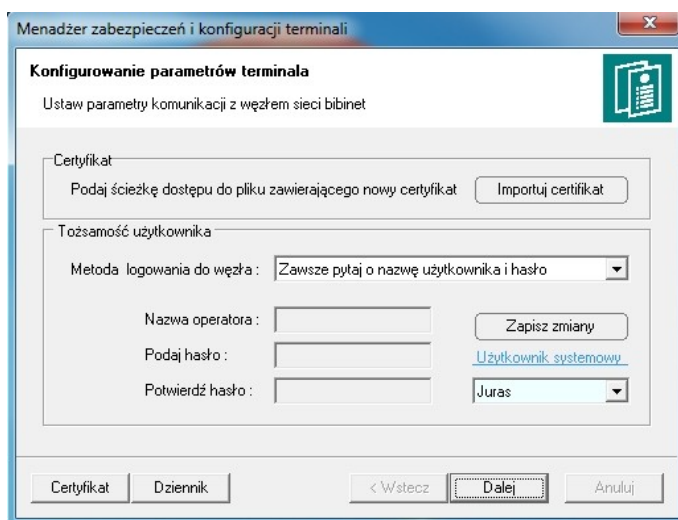 Menadżer zabezpieczeń i konfiguracji terminali
Konfigurowanie parametrów terminala
Ustaw parametry komunikacji z węzłem sieci bibinet
Certyfikat
Podaj ścieżkę dostępu do pliku zawierającego nowy certyfikat
Importuj certifikat
Tożsamość użytkownika
Metoda logowania do węzła :
Zawsze pytaj o nazwę użytkownika i hasło
Nazwa operatora :
Zapisz zmiany
Podaj hasło :
Użytkownik systemowy
Potwierdź hasło :
Juras
Certyfikat
Dziennik
< Wstecz
Dalej
Anuluj